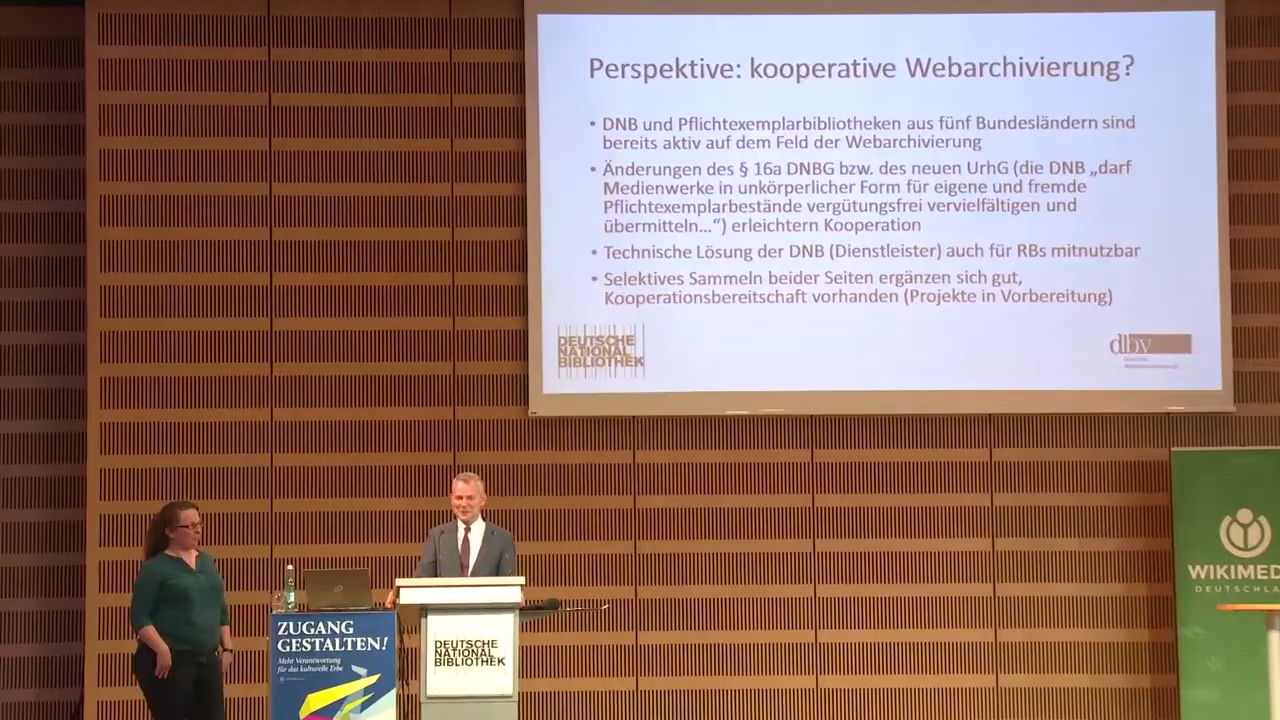 Perspektive: kooperative Webarchivierung?
• DNB und Pflichtexemplarbibliotheken aus fünf Bundesländern sind
bereits aktiv auf dem Feld der Webarchivierung
• Änderungen des § 16a DNBG bzw. des neuen UrhG (die DNB „darf
Medienwerke in unkörperlicher Form für eigene und fremde
Pflichtexemplarbestände vergütungsfrei vervielfältigen und
übermitteln...“) erleichtern Kooperation
• Technische Lösung der DNB (Dienstleister) auch für RBs mitnutzbar
• Selektives Sammeln beider Seiten ergänzen sich gut,
Kooperationsbereitschaft vorhanden (Projekte in Vorbereitung)
DEUTSCHE
NATIONAL
BIBLIOTHEK
dbv
ZUGANG
GESTALTEN!
Mehr Verantwortung
für das kulturelle Erbe
DEUTSCHE
NATIONAL
BIBLIOTHEK
WIKIMED
DEUTSCHLA